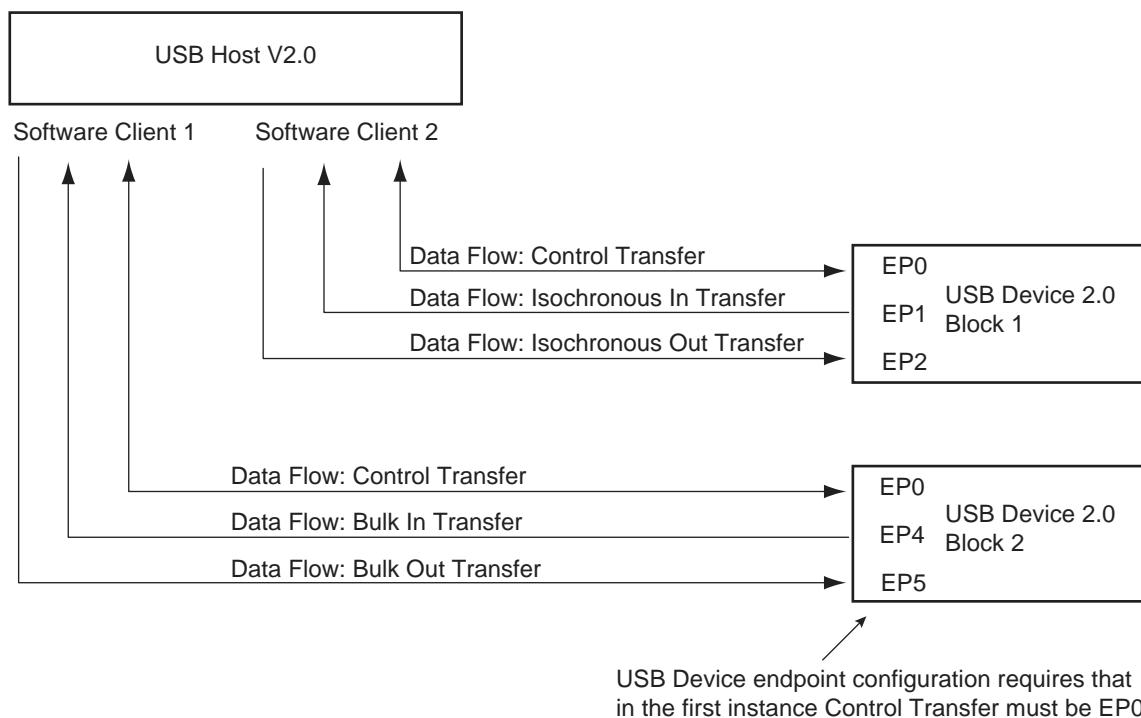 USB Host V2.0
Software Client 1
Software Client 2
Data Flow: Control Transfer
Data Flow: Isochronous In Transfer
Data Flow: Isochronous Out Transfer
EP0
EP1
EP2
USB Device 2.0
Block 1
Data Flow: Control Transfer
Data Flow: Bulk In Transfer
Data Flow: Bulk Out Transfer
EP0
EP4
EP5
USB Device 2.0
Block 2
USB Device endpoint configuration requires that
in the first instance Control Transfer must be EP0